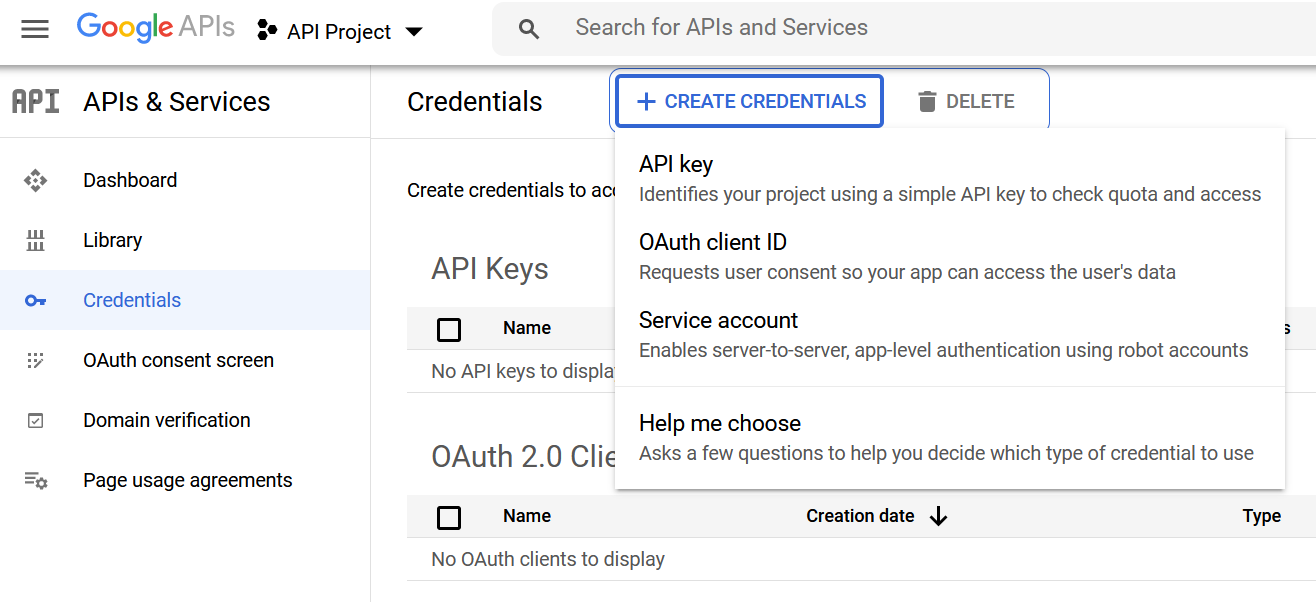 Google APIs
API Project
Search for APIs and Services
API
APIs & Services
Dashboard
Library
Credentials
OAuth consent screen
Domain verification
Page usage agreements
Credentials
+ CREATE CREDENTIALS
DELETE
Create credentials to
API key
Identifies your project using a simple API key to check quota and access
OAuth client ID
Requests user consent so your app can access the user's data
Service account
Enables server-to-server, app-level authentication using robot accounts
Help me choose
Asks a few questions to help you decide which type of credential to use
API Keys
Name
No API keys to
OAuth 2.0
Name
Creation date
Type
No OAuth clients to display